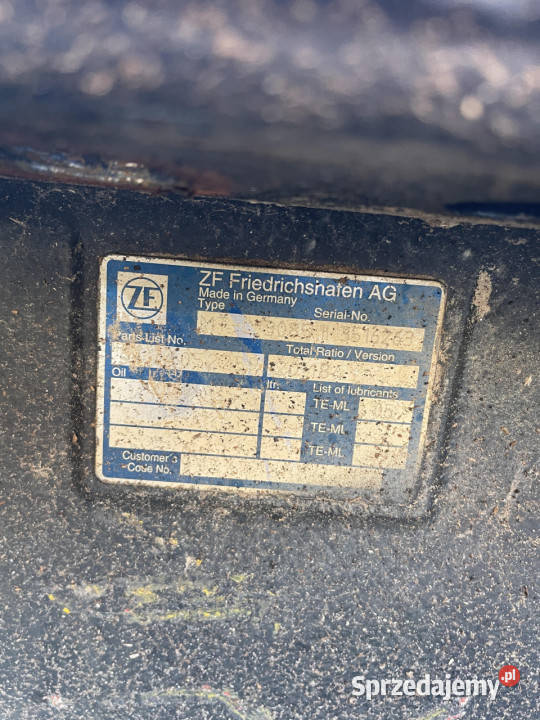 ZF
ZF Friedrichshafen AG
Made in Germany
Type Serial-No.
Parts-List No. Total Ratio / Version
Oil ltr. List of lubricants
TE-ML
TE-ML
TE-ML
Customer's
Code No.
Sprzedajemy.pl